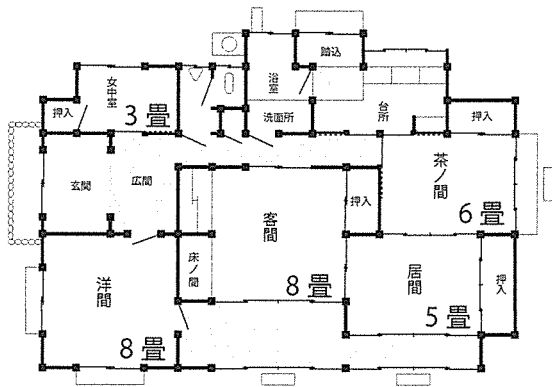 踏込
浴室
女中室
押入
3畳
洗面所
台所
押入
玄関
広間
茶ノ間
6畳
客間
押入
8畳
床ノ間
洋間
8畳
居間
5畳
押入